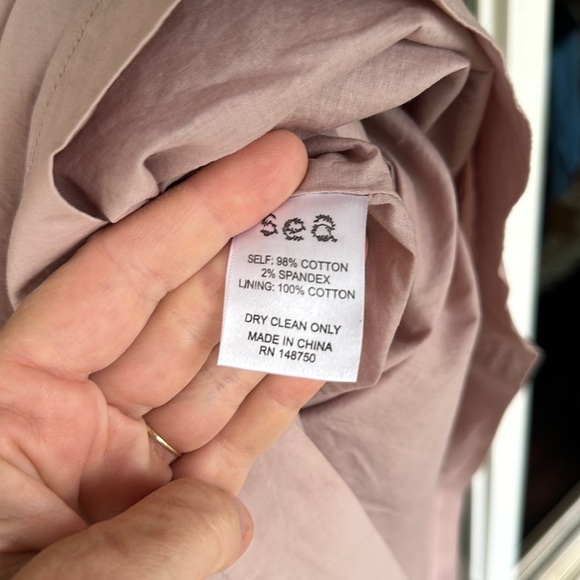 sea
SELF: 98% COTTON
2% SPANDEX
LINING: 100% COTTON
DRY CLEAN ONLY
MADE IN CHINA
RN 148750